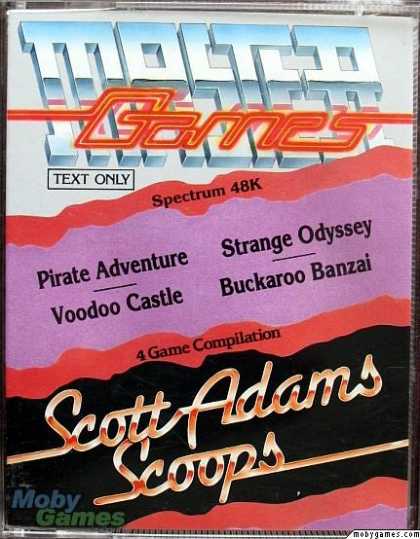 MASTER
Games
TEXT ONLY
Spectrum 48K
Pirate Adventure
Strange Odyssey
Voodoo Castle
Buckaroo Banzai
4 Game Compilation
Scott Adams
Scoops
Moby
Games
mobygames.com